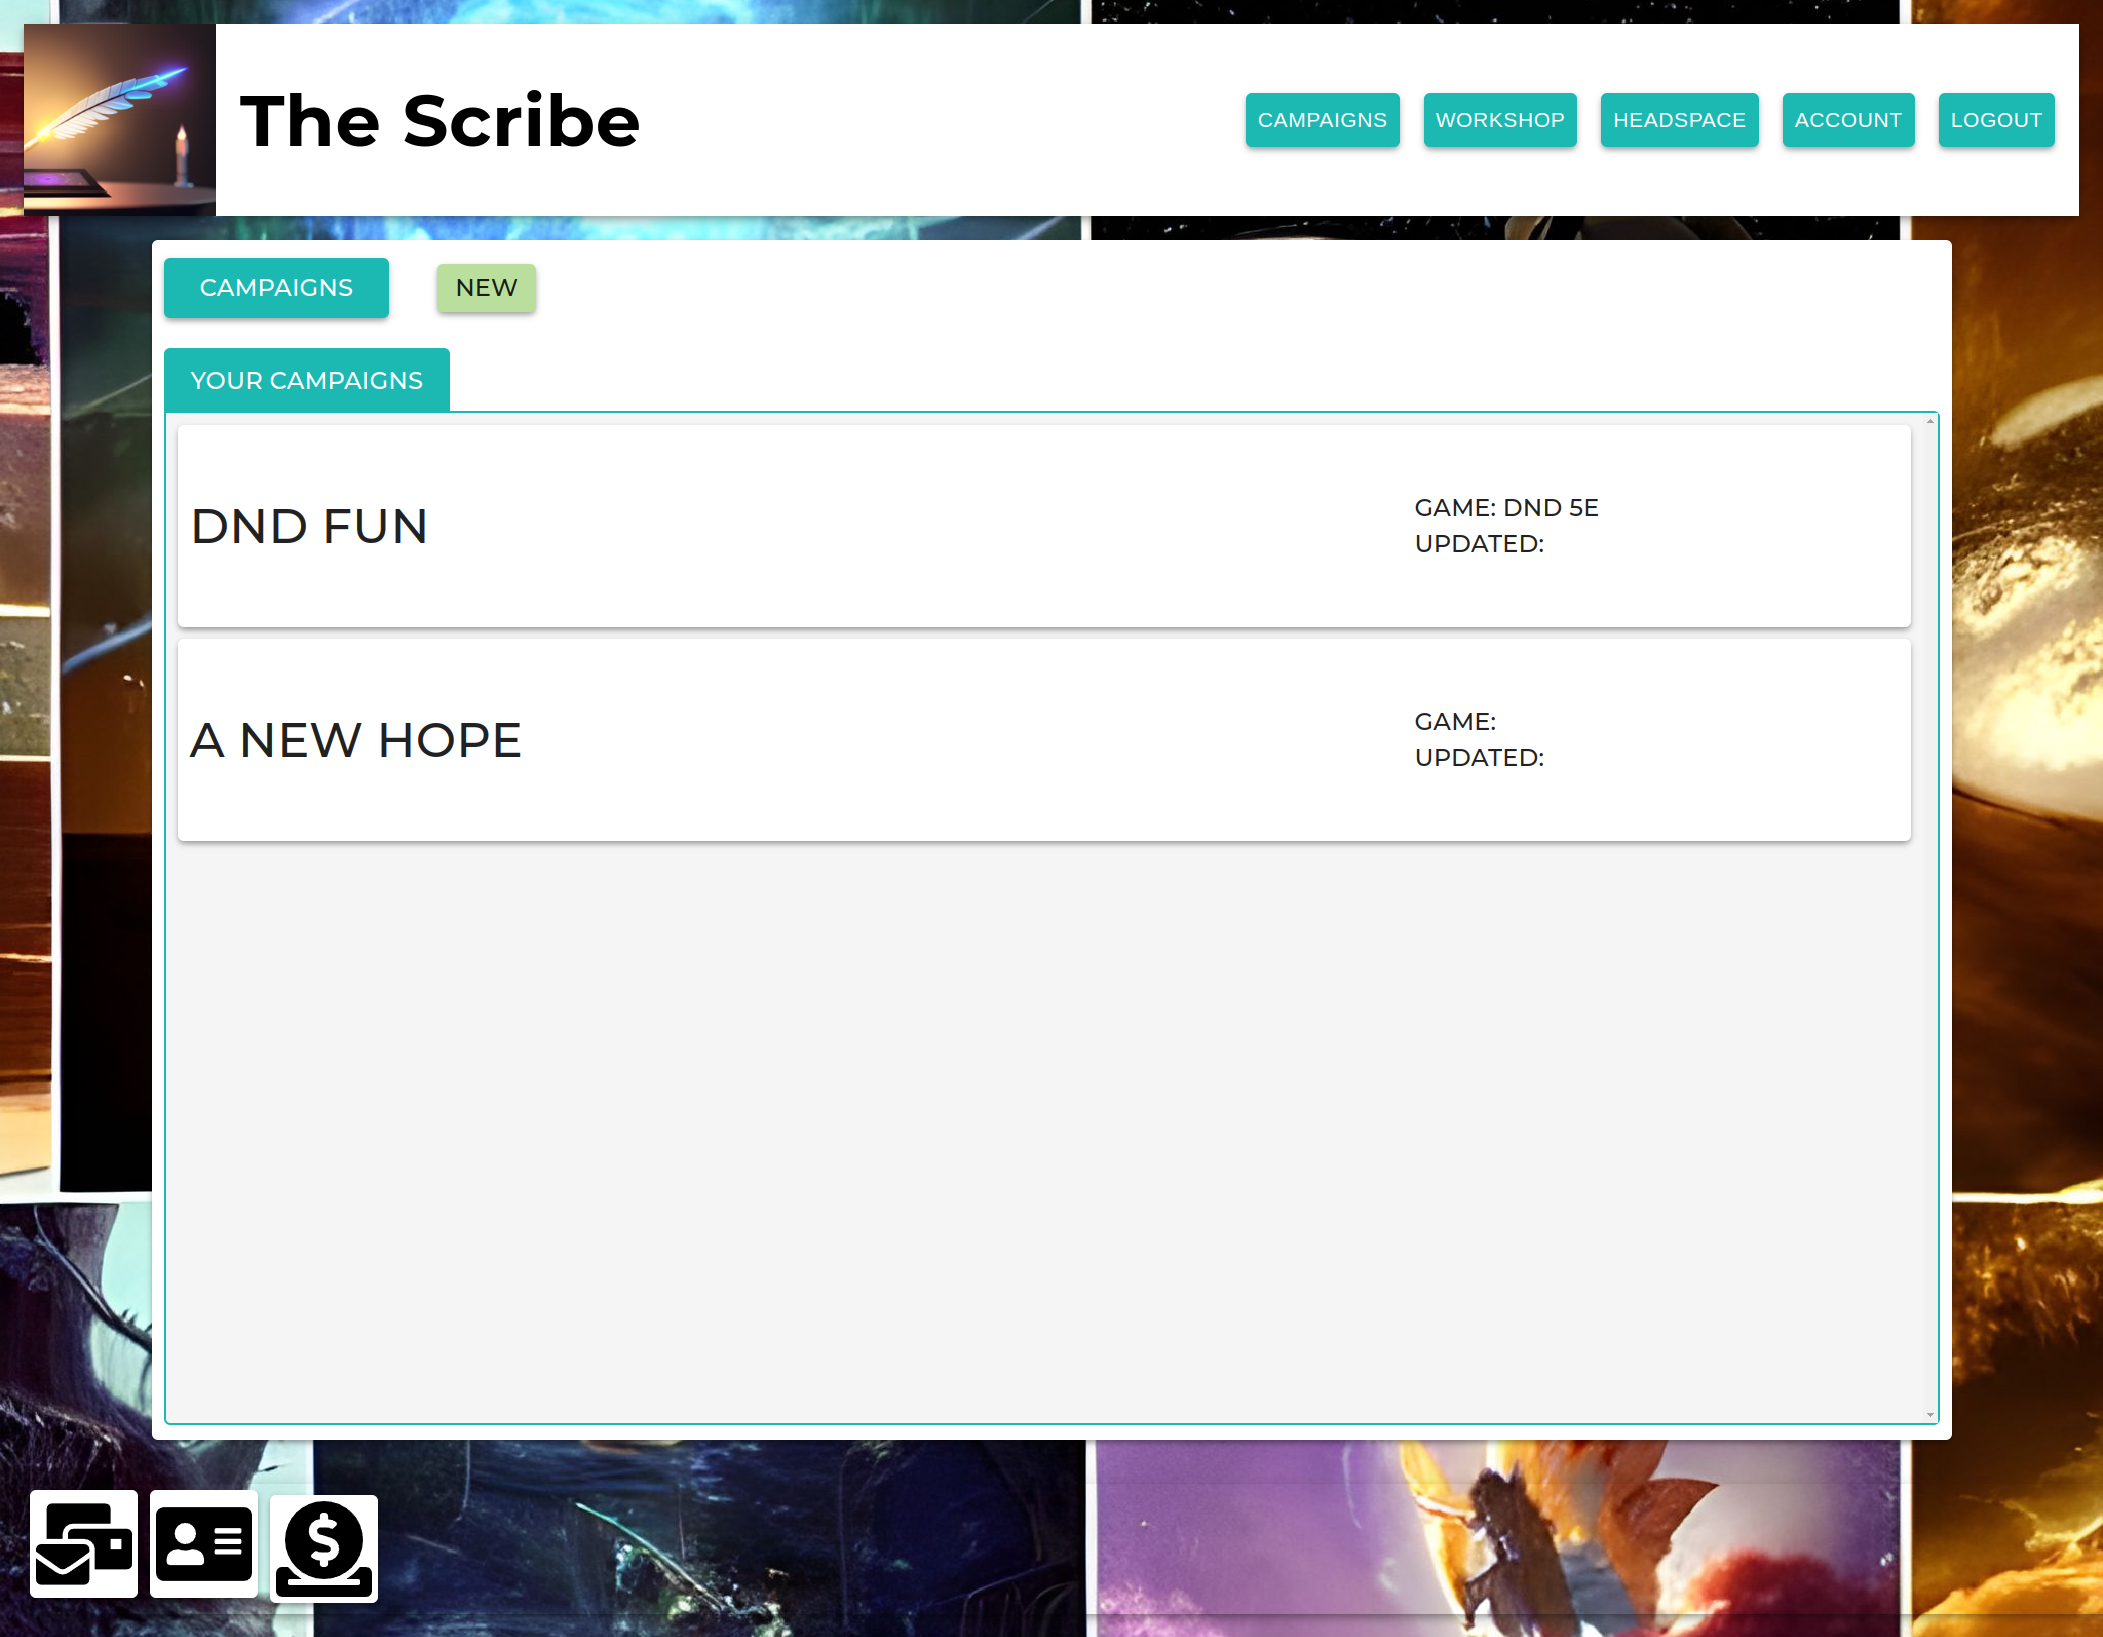 The Scribe
CAMPAIGNS
WORKSHOP
HEADSPACE
ACCOUNT
LOGOUT
CAMPAIGNS
NEW
YOUR CAMPAIGNS
DND FUN
GAME: DND 5E
UPDATED:
A NEW HOPE
GAME:
UPDATED: